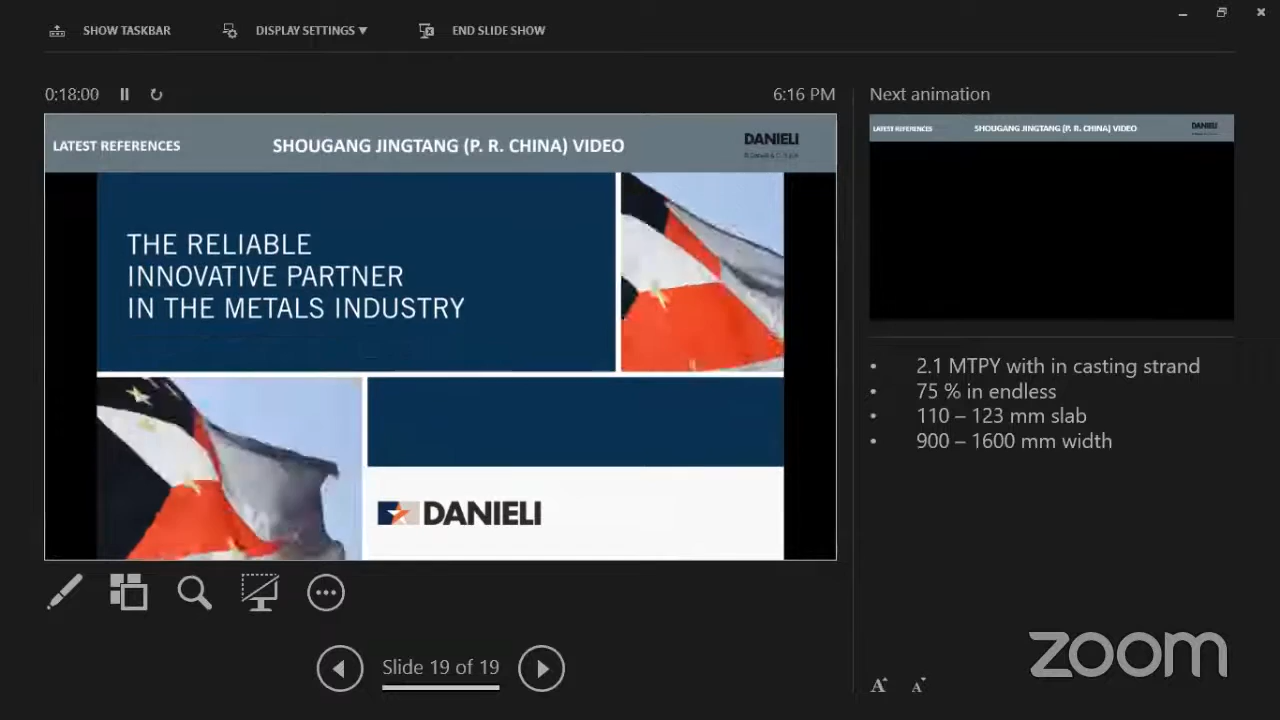 SHOW TASKBAR
DISPLAY SETTINGS
END SLIDE SHOW
0:18:00
6:16 PM
Next animation
LATEST REFERENCES
SHOUGANG JINGTANG (P. R. CHINA) VIDEO
DANIELI
LATEST REFERENCES
SHOUGANG JINGTANG (P. R. CHINA) VIDEO
DANIELI
THE RELIABLE
INNOVATIVE PARTNER
IN THE METALS INDUSTRY
DANIELI
• 2.1 MTPY with in casting strand
• 75 % in endless
• 110 – 123 mm slab
• 900 – 1600 mm width
Slide 19 of 19
A A
zoom